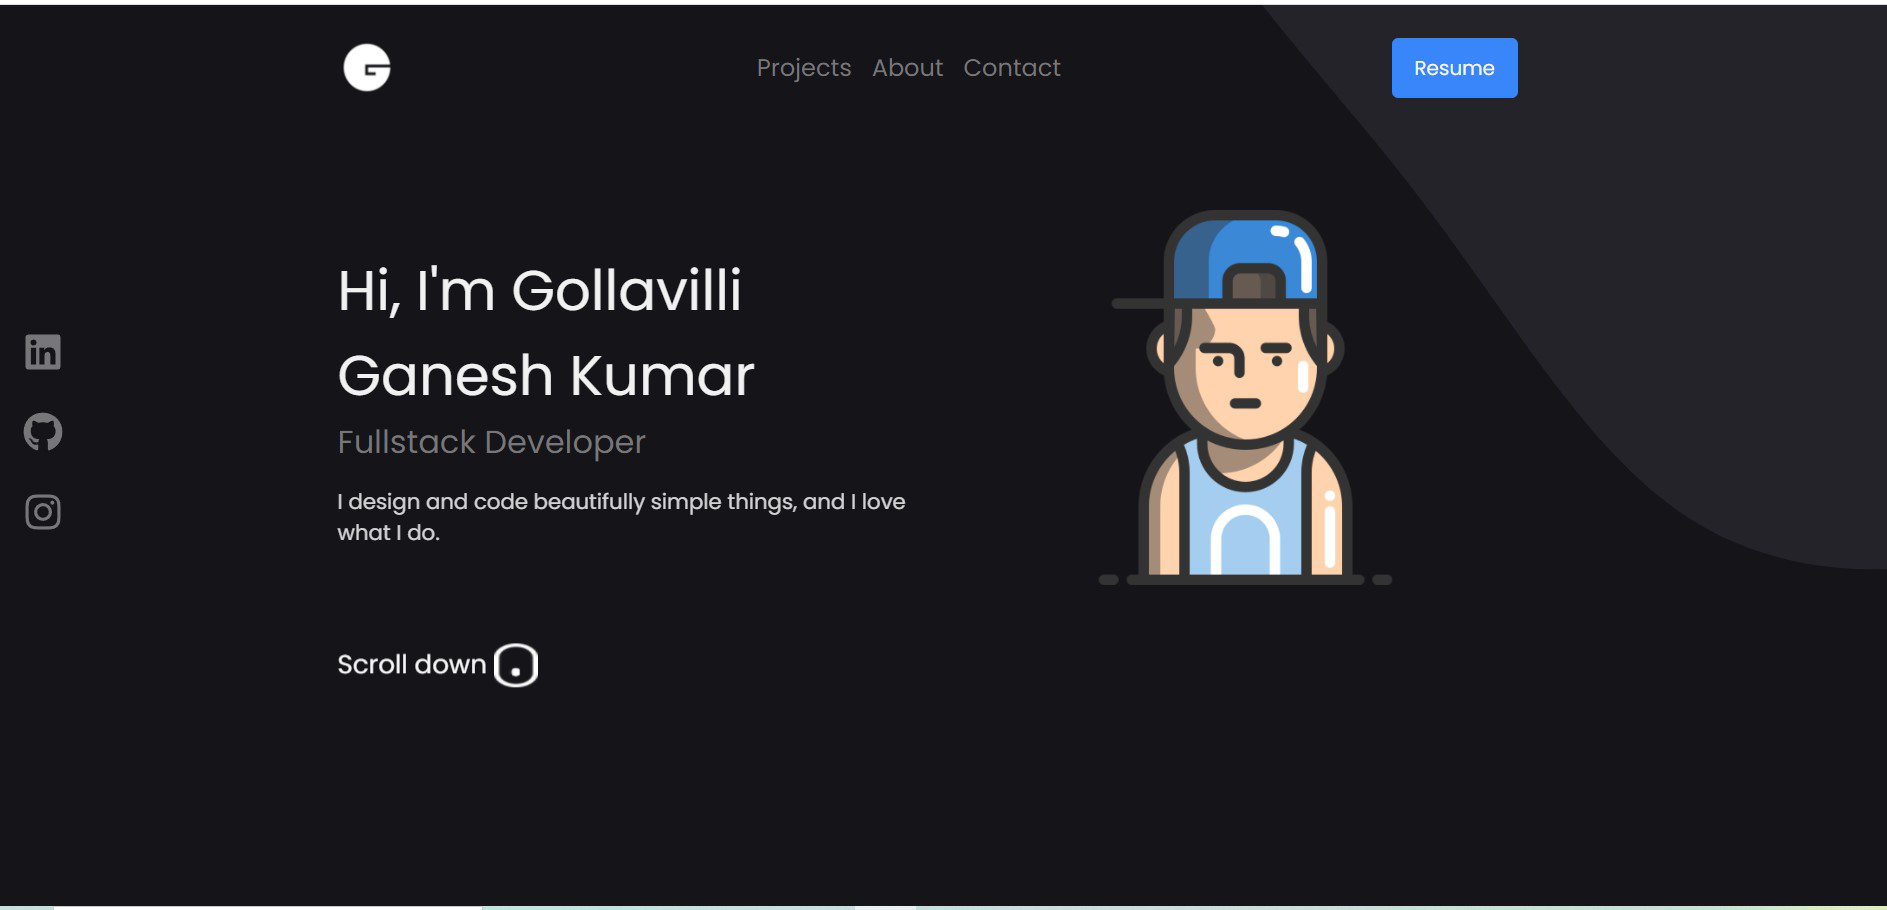 G
Projects About Contact
Resume
Hi, I'm Gollavilli
Ganesh Kumar
Fullstack Developer
I design and code beautifully simple things, and I love
what I do.
Scroll down
in